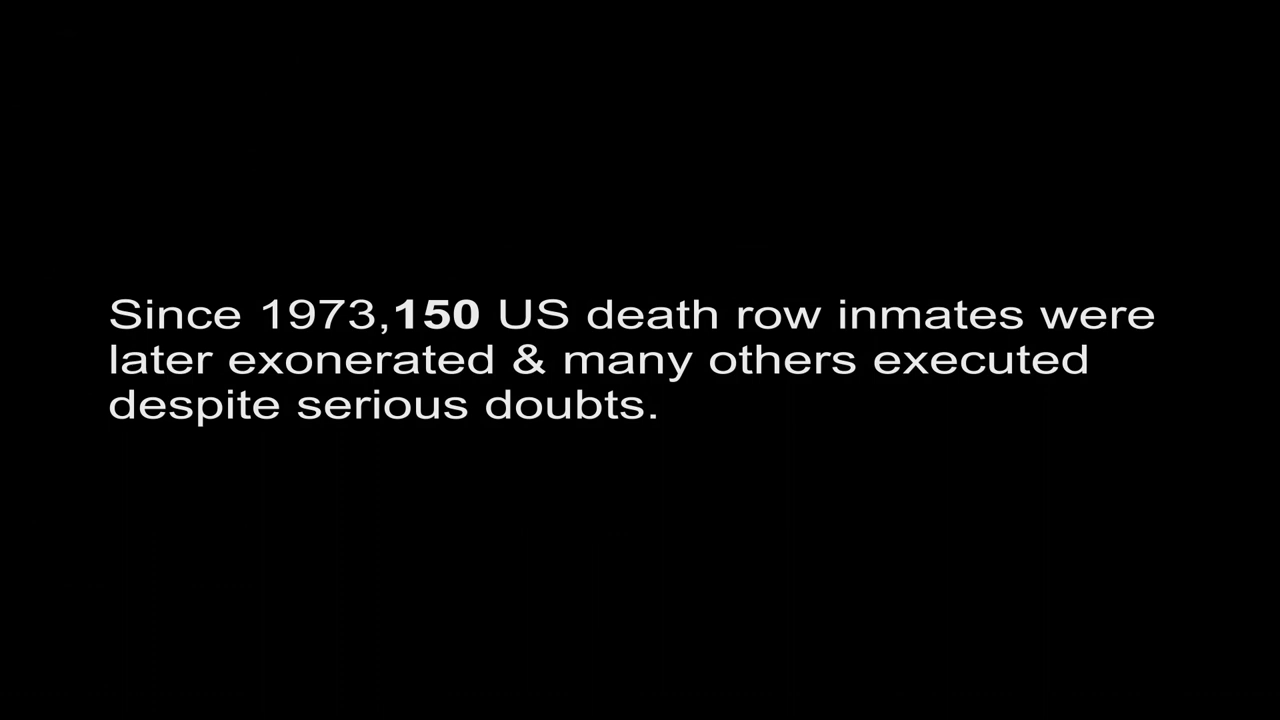 Since 1973,150 US death row inmates were
later exonerated & many others executed
despite serious doubts.